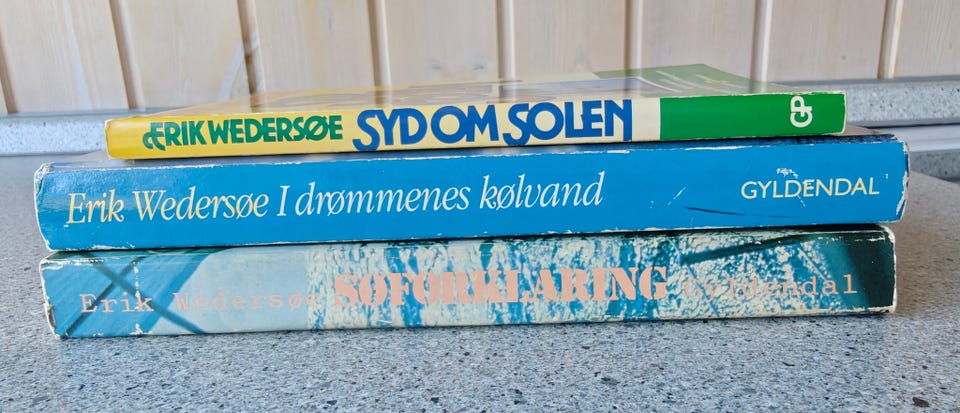 ERIK WEDERSØE SYD OM SOLEN GP
Erik Wedersøe I drømmenes kølvand GYLDENDAL
Erik Wedersøe SØFORKLARING Gyldendal